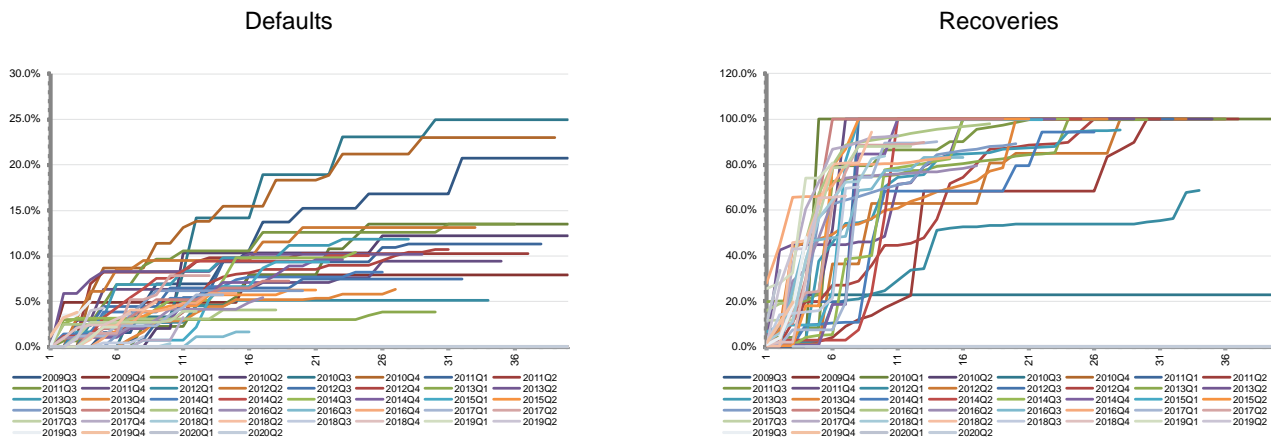 Defaults
30.0%
25.0%
20.0%
15.0%
10.0%
5.0%
0.0%
1 6 11 16 21 26 31 36
2009Q3 2009Q4 2010Q1 2010Q2 2010Q3 2010Q4 2011Q1 2011Q2
2011Q3 2011Q4 2012Q1 2012Q2 2012Q3 2012Q4 2013Q1 2013Q2
2013Q3 2013Q4 2014Q1 2014Q2 2014Q3 2014Q4 2015Q1 2015Q2
2015Q3 2015Q4 2016Q1 2016Q2 2016Q3 2016Q4 2017Q1 2017Q2
2017Q3 2017Q4 2018Q1 2018Q2 2018Q3 2018Q4 2019Q1 2019Q2
2019Q3 2019Q4 2020Q1 2020Q2
Recoveries
120.0%
100.0%
80.0%
60.0%
40.0%
20.0%
0.0%
1 6 11 16 21 26 31 36
2009Q3 2009Q4 2010Q1 2010Q2 2010Q3 2010Q4 2011Q1 2011Q2
2011Q3 2011Q4 2012Q1 2012Q3 2012Q3 2012Q4 2013Q1 2013Q2
2013Q3 2013Q4 2014Q1 2014Q2 2014Q3 2014Q4 2015Q1 2015Q2
2015Q3 2015Q4 2016Q1 2016Q2 2016Q3 2016Q4 2017Q1 2017Q2
2017Q3 2017Q4 2018Q1 2018Q2 2018Q3 2018Q4 2019Q1 2019Q2
2019Q3 2019Q4 2020Q1 2020Q2